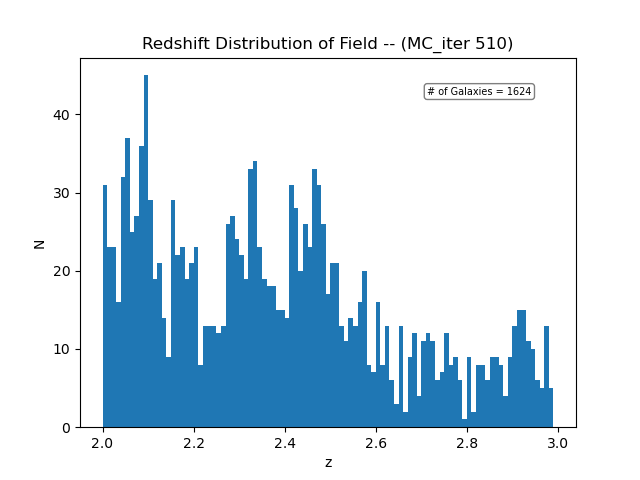 Redshift Distribution of Field -- (MC_iter 510)
# of Galaxies = 1624
40
30
20
10
0
N
2.0 2.2 2.4 2.6 2.8 3.0
z